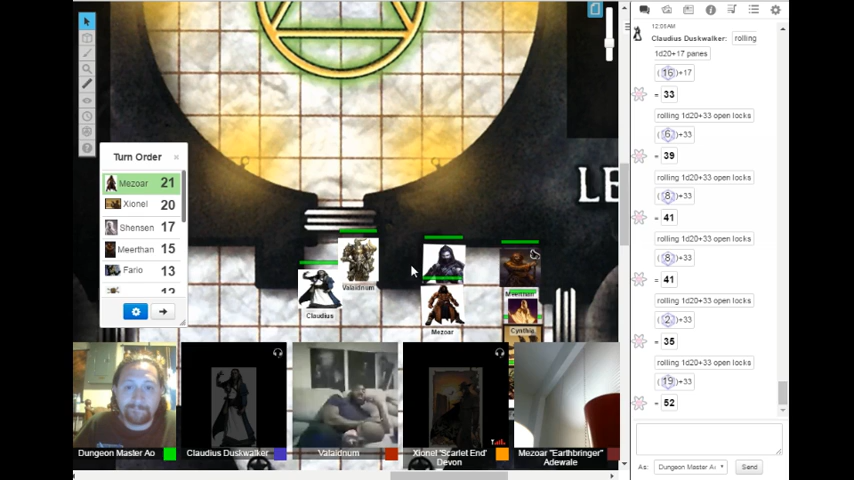 12:06AM
Claudius Duskwalker: rolling
1d20+17 panes
(16)+17
= 33
rolling 1d20+33 open locks
(6)+33
= 39
rolling 1d20+33 open locks
(8)+33
= 41
rolling 1d20+33 open locks
(8)+33
= 41
rolling 1d20+33 open locks
(2)+33
= 35
rolling 1d20+33 open locks
(19)+33
= 52
As: Dungeon Master Ao Send
Turn Order ×
Mezoar 21
Xionel 20
Shensen 17
Meerthan 15
Fario 13
12
LE
Claudius
Valaidnum
Mezoar
Meerthan
Cynthia
Dungeon Master Ao
Claudius Duskwalker
Valaidnum
Xionel 'Scarlet End'
Devon
Mezoar "Earthbringer"
Adewale